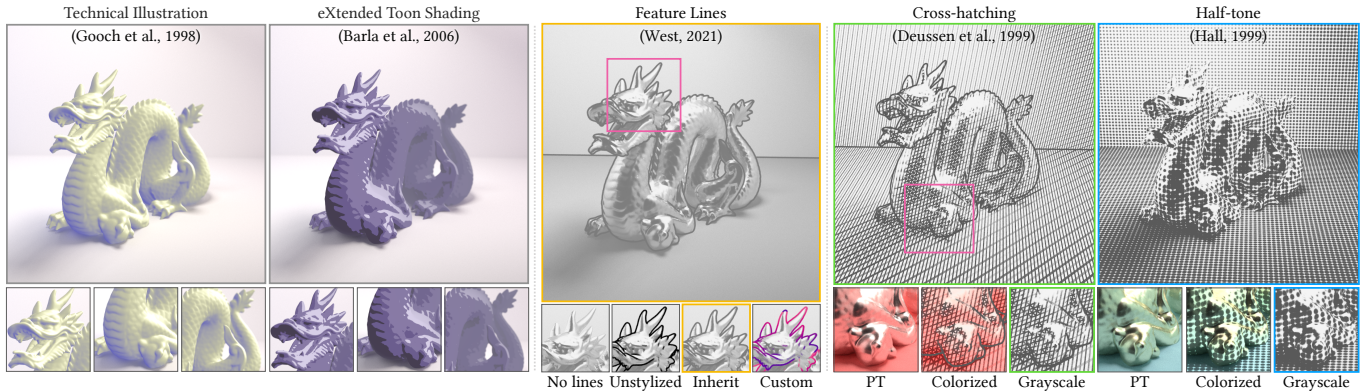 Technical Illustration
(Gooch et al., 1998)
eXtended Toon Shading
(Barla et al., 2006)
Feature Lines
(West, 2021)
Cross-hatching
(Deussen et al., 1999)
Half-tone
(Hall, 1999)
No lines Unstylized Inherit Custom
PT Colorized Grayscale PT Colorized Grayscale